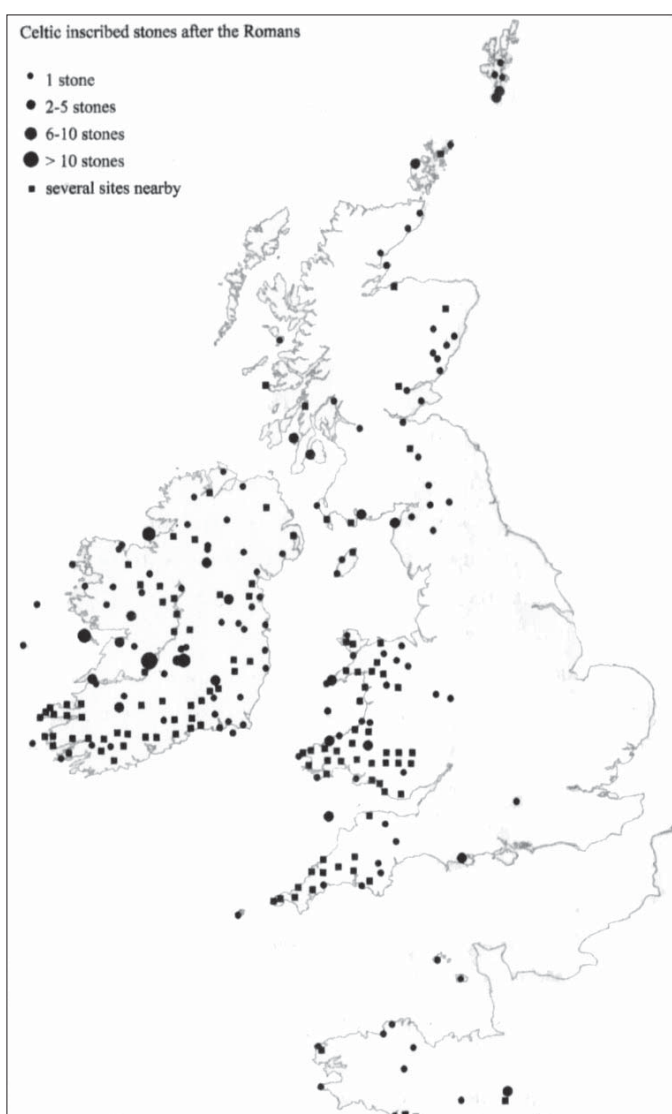 Celtic inscribed stones after the Romans
1 stone
2-5 stones
6-10 stones
> 10 stones
several sites nearby